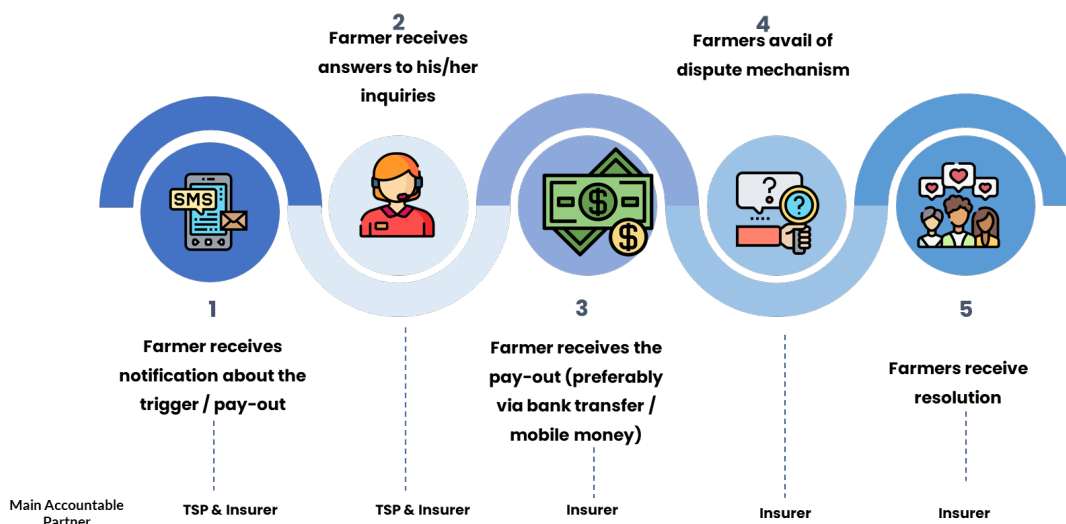 2
Farmer receives
answers to his/her
inquiries
4
Farmers avail of
dispute mechanism
SMS
?
?
$
$
1
Farmer receives
notification about the
trigger / pay-out
3
Farmer receives the
pay-out (preferably
via bank transfer /
mobile money)
5
Farmers receive
resolution
Main Accountable
Partner
TSP & Insurer
TSP & Insurer
Insurer
Insurer
Insurer